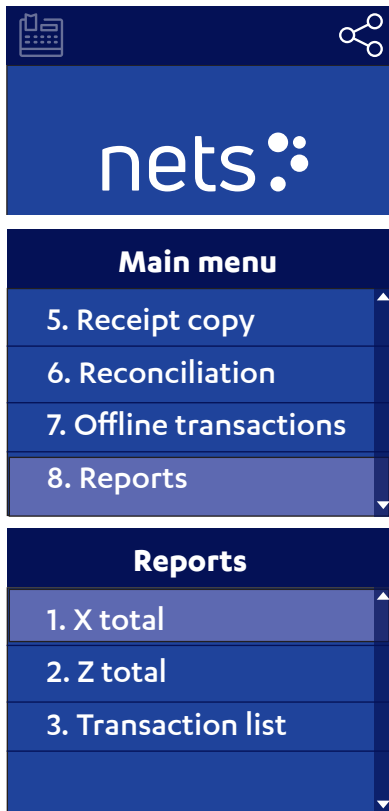 nets
Main menu
5. Receipt copy
6. Reconciliation
7. Offline transactions
8. Reports
Reports
1. X total
2. Z total
3. Transaction list